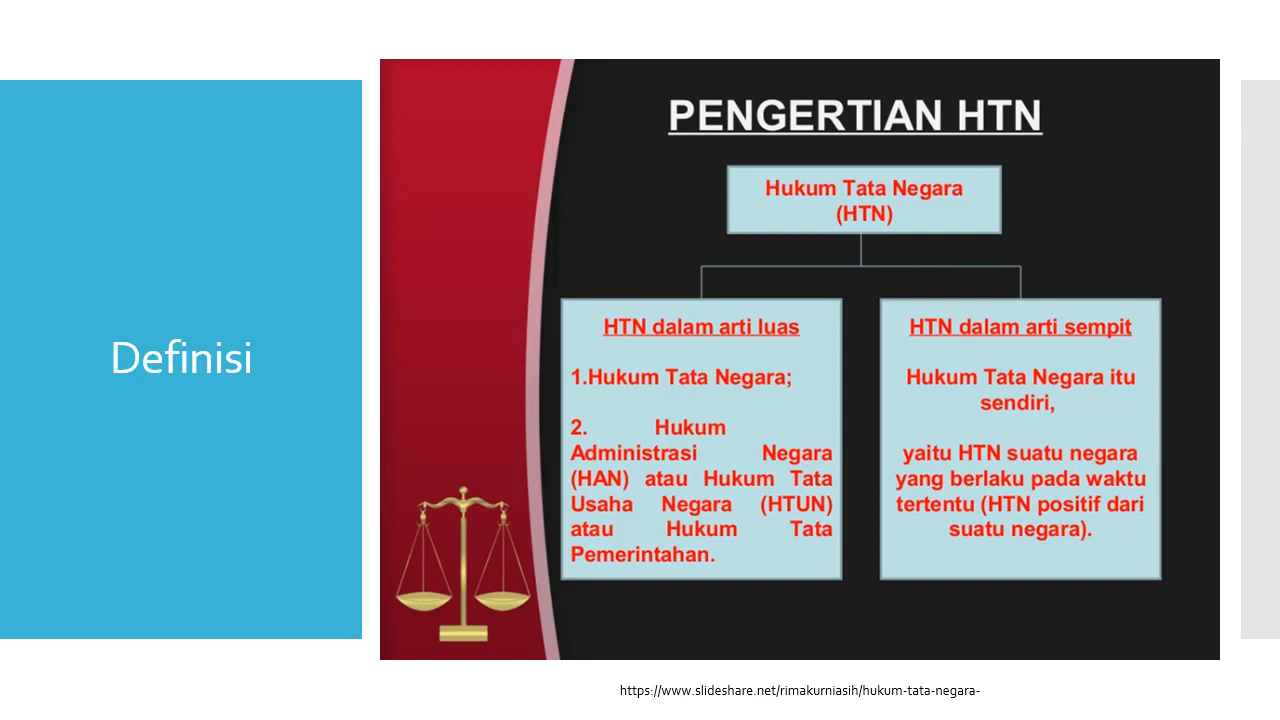 Definisi
PENGERTIAN HTN
Hukum Tata Negara
(HTN)
HTN dalam arti luas
1.Hukum Tata Negara;
2. Hukum
Administrasi Negara
(HAN) atau Hukum Tata
Usaha Negara (HTUN)
atau Hukum Tata
Pemerintahan.
HTN dalam arti sempit
Hukum Tata Negara itu
sendiri,
yaitu HTN suatu negara
yang berlaku pada waktu
tertentu (HTN positif dari
suatu negara).
https://www.slideshare.net/rimakurniasih/hukum-tata-negara-